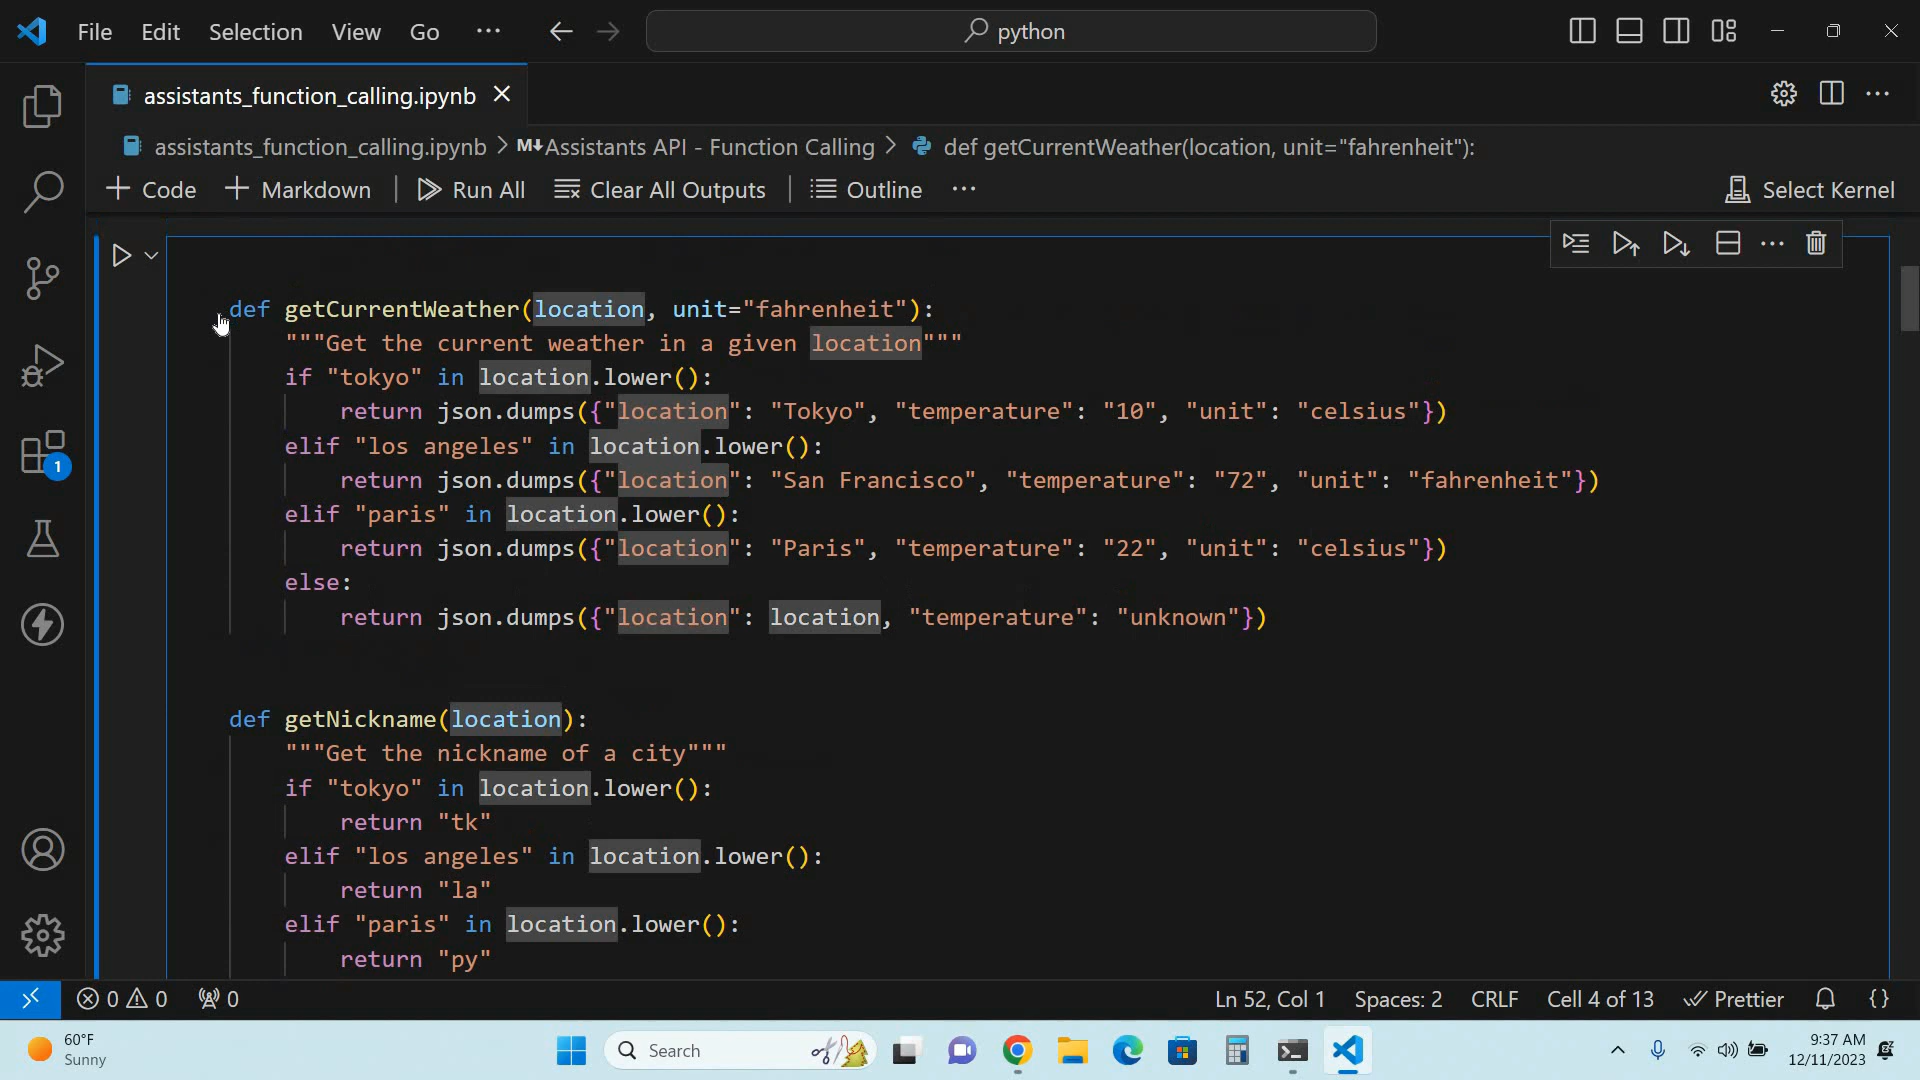 File Edit Selection View Go ··· python
assistants_function_calling.ipynb
assistants_function_calling.ipynb > M↓Assistants API - Function Calling > def getCurrentWeather(location, unit="fahrenheit"):
+ Code + Markdown | Run All Clear All Outputs | Outline ··· Select Kernel
def getCurrentWeather(location, unit="fahrenheit"):
"""Get the current weather in a given location"""
if "tokyo" in location.lower():
return json.dumps({"location": "Tokyo", "temperature": "10", "unit": "celsius"})
elif "los angeles" in location.lower():
return json.dumps({"location": "San Francisco", "temperature": "72", "unit": "fahrenheit"})
elif "paris" in location.lower():
return json.dumps({"location": "Paris", "temperature": "22", "unit": "celsius"})
else:
return json.dumps({"location": location, "temperature": "unknown"})
def getNickname(location):
"""Get the nickname of a city"""
if "tokyo" in location.lower():
return "tk"
elif "los angeles" in location.lower():
return "la"
elif "paris" in location.lower():
return "py"
1
0 0 0 Ln 52, Col 1 Spaces: 2 CRLF Cell 4 of 13 Prettier {}
60°F
Sunny
Search
9:37 AM
12/11/2023